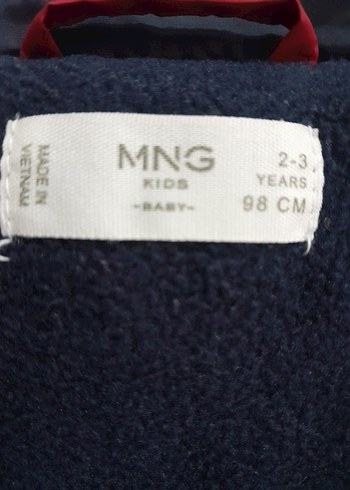 MADE IN
VIETNAM
MNG
KIDS
-BABY-
2-3
YEARS
98 CM